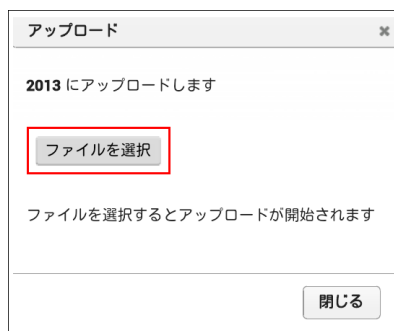 アップロード
2013 にアップロードします
ファイルを選択
ファイルを選択するとアップロードが開始されます
閉じる